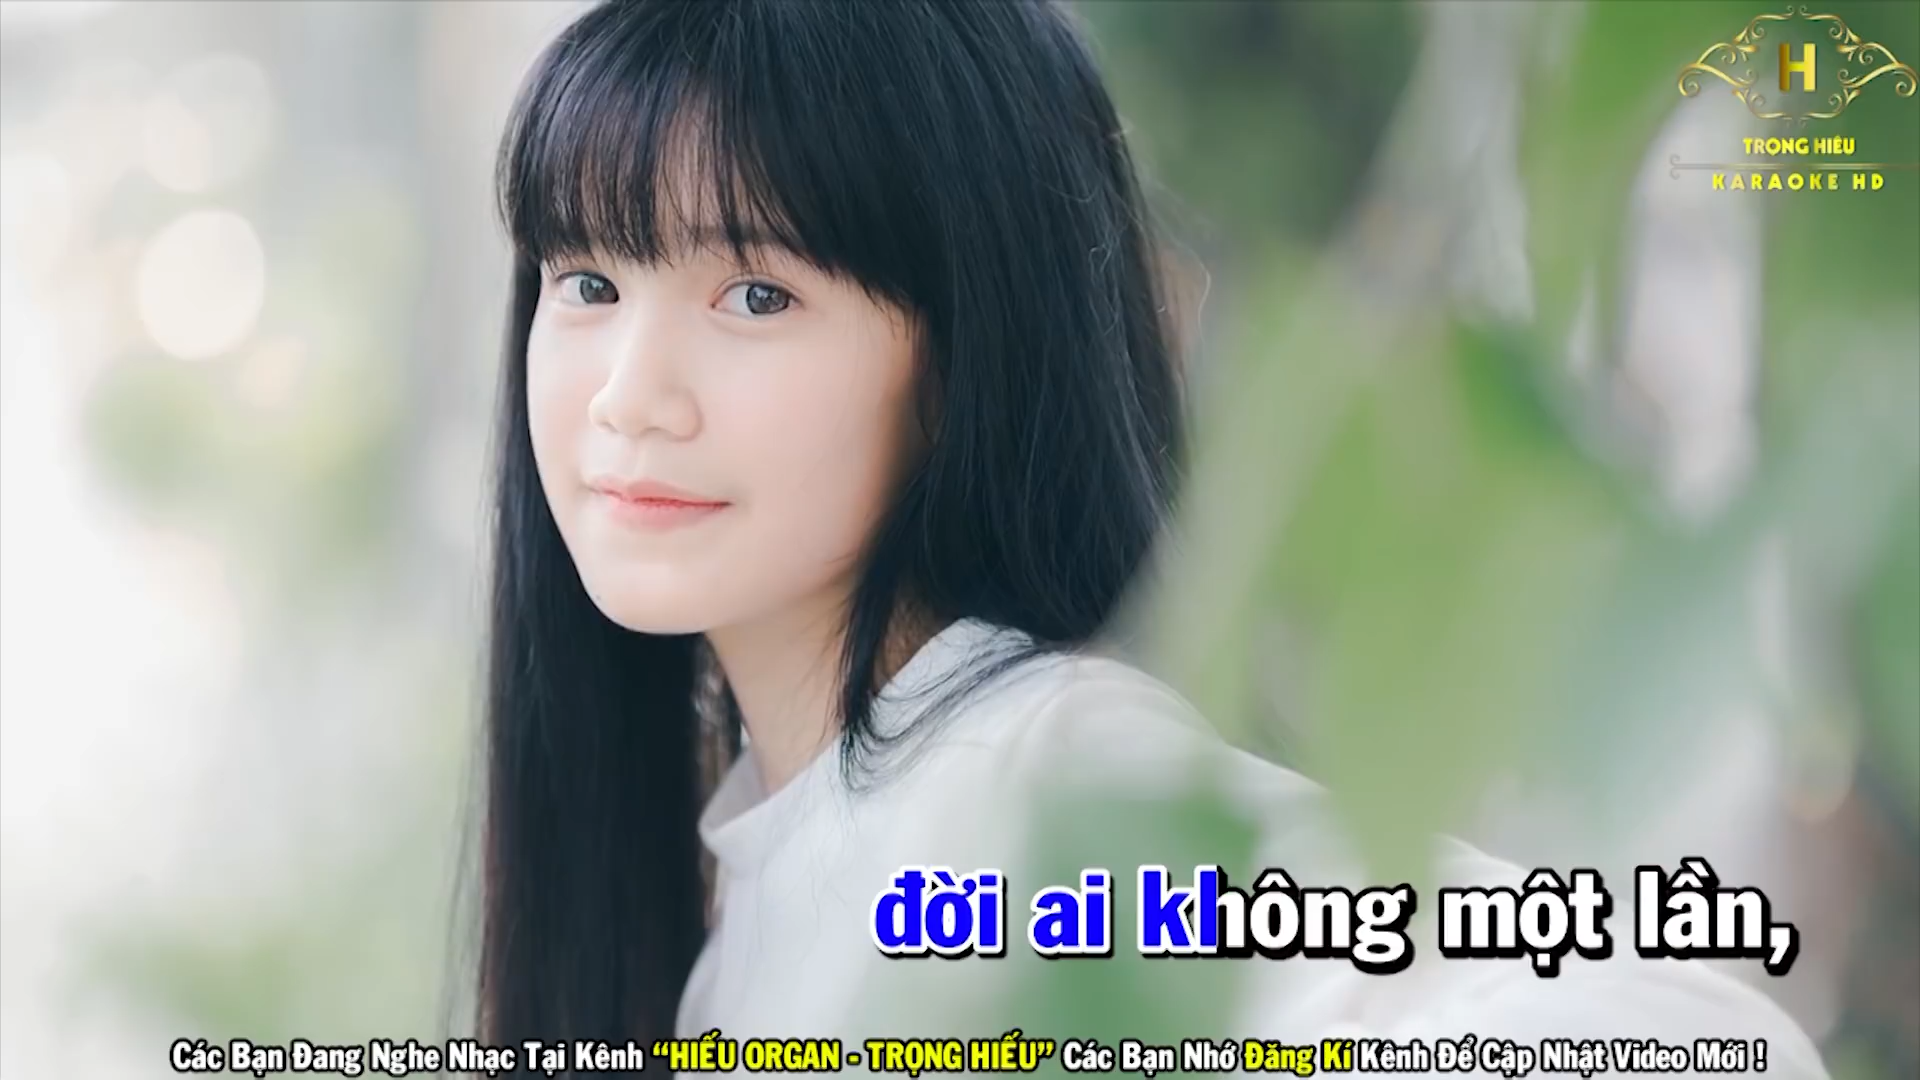 H
TRỌNG HIẾU
KARAOKE HD
đời ai không một lần,
Các Bạn Đang Nghe Nhạc Tại Kênh “HIẾU ORGAN - TRỌNG HIẾU” Các Bạn Nhớ Đăng Kí Kênh Để Cập Nhật Video Mới !